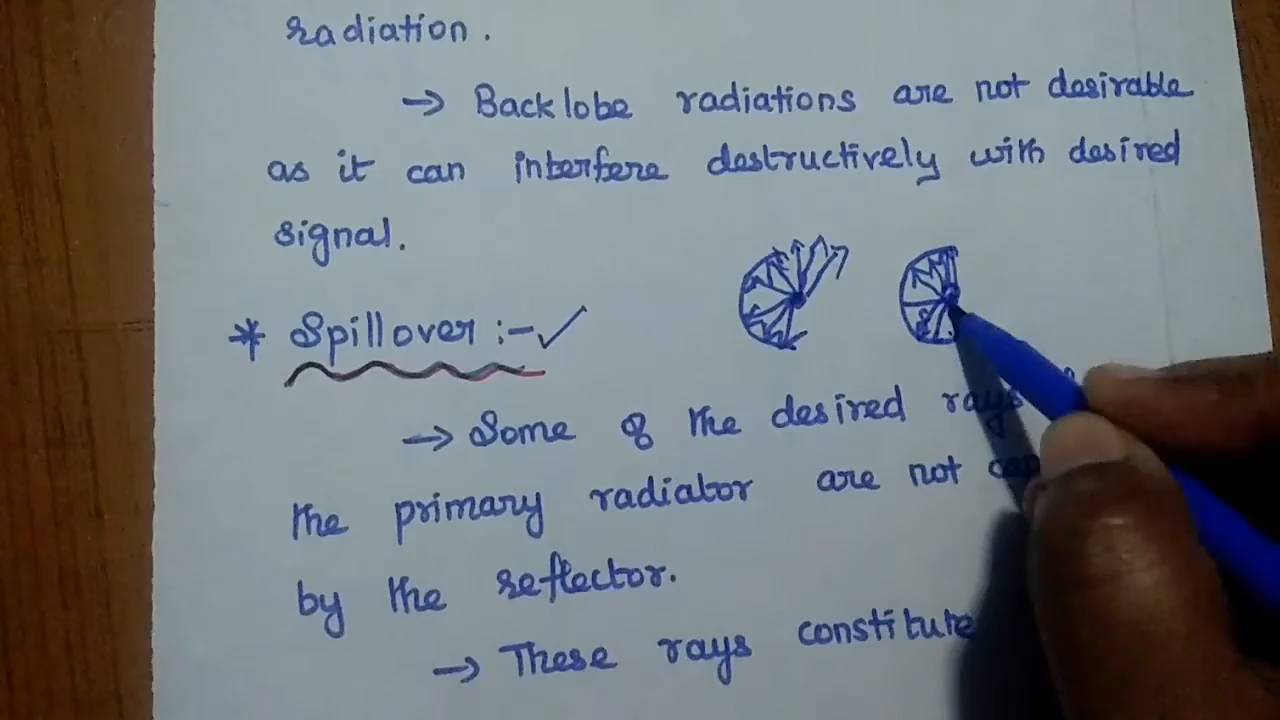 radiation.
→ Backlobe radiations are not desirable
as it can interfere destructively with desired
signal.
* Spillover :- ✓
→ Some of the desired rays
the primary radiator are not
by the reflector.
→ These rays constitute